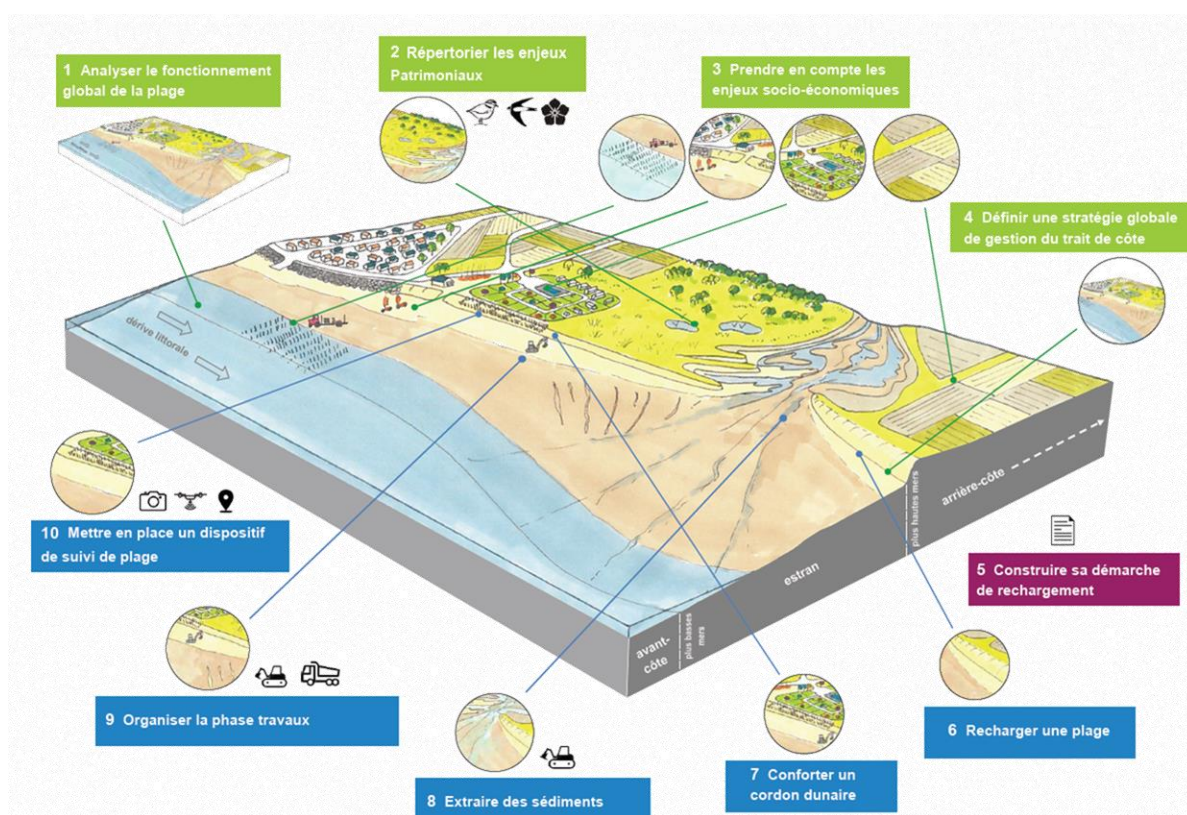 1 Analyser le fonctionnement
global de la plage
2 Répertorier les enjeux
Patrimoniaux
3 Prendre en compte les
enjeux socio-économiques
4 Définir une stratégie globale
de gestion du trait de côte
dérive littorale
10 Mettre en place un dispositif
de suivi de plage
arrière-côte
plus hautes mers
estran
plus basses
mers
avant-
côte
5 Construire sa démarche
de rechargement
9 Organiser la phase travaux
6 Recharger une plage
7 Conforter un
cordon dunaire
8 Extraire des sédiments